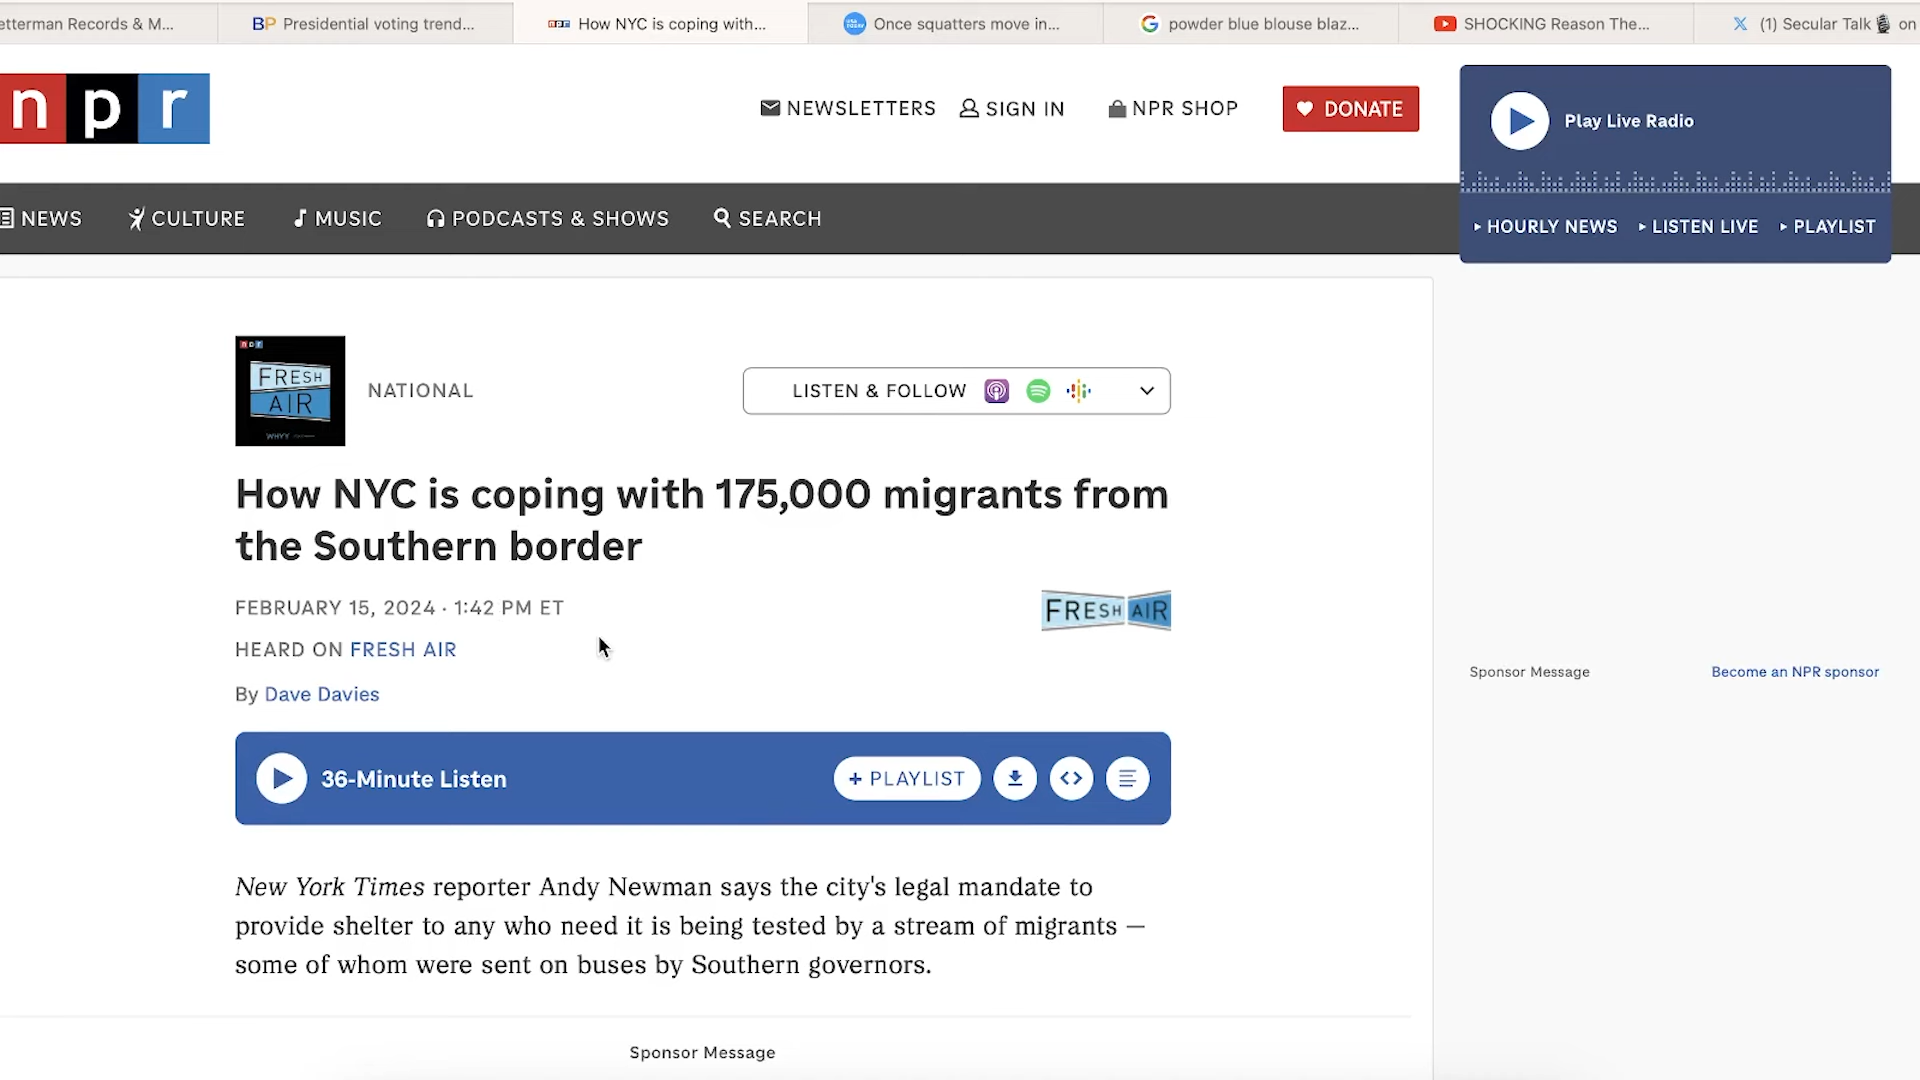 etterman Records & M...
BP Presidential voting trend...
npr How NYC is coping with...
Once squatters move in...
powder blue blouse blaz...
SHOCKING Reason The...
(1) Secular Talk 🎙 on
npr
NEWSLETTERS
SIGN IN
NPR SHOP
DONATE
Play Live Radio
HOURLY NEWS
LISTEN LIVE
PLAYLIST
NEWS
CULTURE
MUSIC
PODCASTS & SHOWS
SEARCH
npr
FRESH
AIR
WHYY
NATIONAL
LISTEN & FOLLOW
How NYC is coping with 175,000 migrants from
the Southern border
FEBRUARY 15, 2024 · 1:42 PM ET
FRESH AIR
HEARD ON FRESH AIR
By Dave Davies
36-Minute Listen
+ PLAYLIST
New York Times reporter Andy Newman says the city's legal mandate to
provide shelter to any who need it is being tested by a stream of migrants —
some of whom were sent on buses by Southern governors.
Sponsor Message
Sponsor Message
Become an NPR sponsor